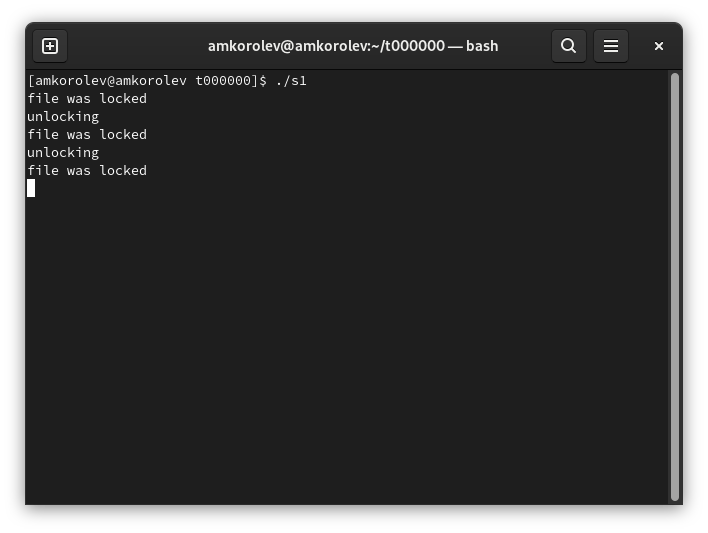 amkorolev@amkorolev:~/t000000 — bash
[amkorolev@amkorolev t000000]$ ./s1
file was locked
unlocking
file was locked
unlocking
file was locked